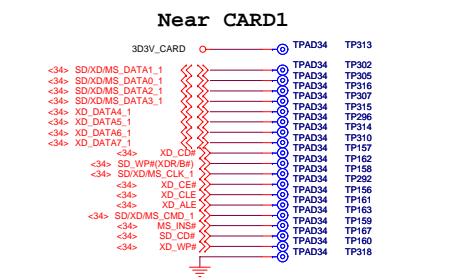 Near CARD1
3D3V_CARD TPAD34 TP313
<34> SD/XD/MS_DATA1_1 TPAD34 TP302
<34> SD/XD/MS_DATA0_1 TPAD34 TP305
<34> SD/XD/MS_DATA2_1 TPAD34 TP316
<34> SD/XD/MS_DATA3_1 TPAD34 TP307
<34> XD_DATA4_1 TPAD34 TP315
<34> XD_DATA5_1 TPAD34 TP296
<34> XD_DATA6_1 TPAD34 TP314
<34> XD_DATA7_1 TPAD34 TP310
<34> XD_CD# TPAD34 TP157
<34> SD_WP#(XDR/B#) TPAD34 TP162
<34> SD/XD/MS_CLK_1 TPAD34 TP158
<34> XD_CE# TPAD34 TP292
<34> XD_CLE TPAD34 TP156
<34> XD_ALE TPAD34 TP161
<34> SD/XD/MS_CMD_1 TPAD34 TP163
<34> MS_INS# TPAD34 TP159
<34> SD_CD# TPAD34 TP167
<34> XD_WP# TPAD34 TP160
TPAD34 TP318